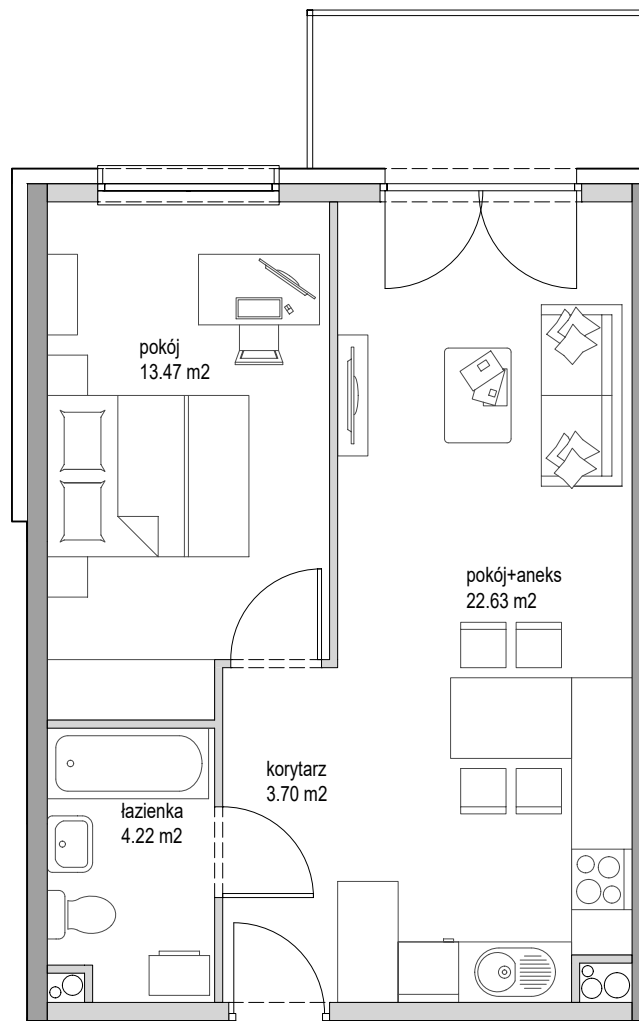 pokój
13.47 m2
pokój+aneks
22.63 m2
korytarz
3.70 m2
łazienka
4.22 m2